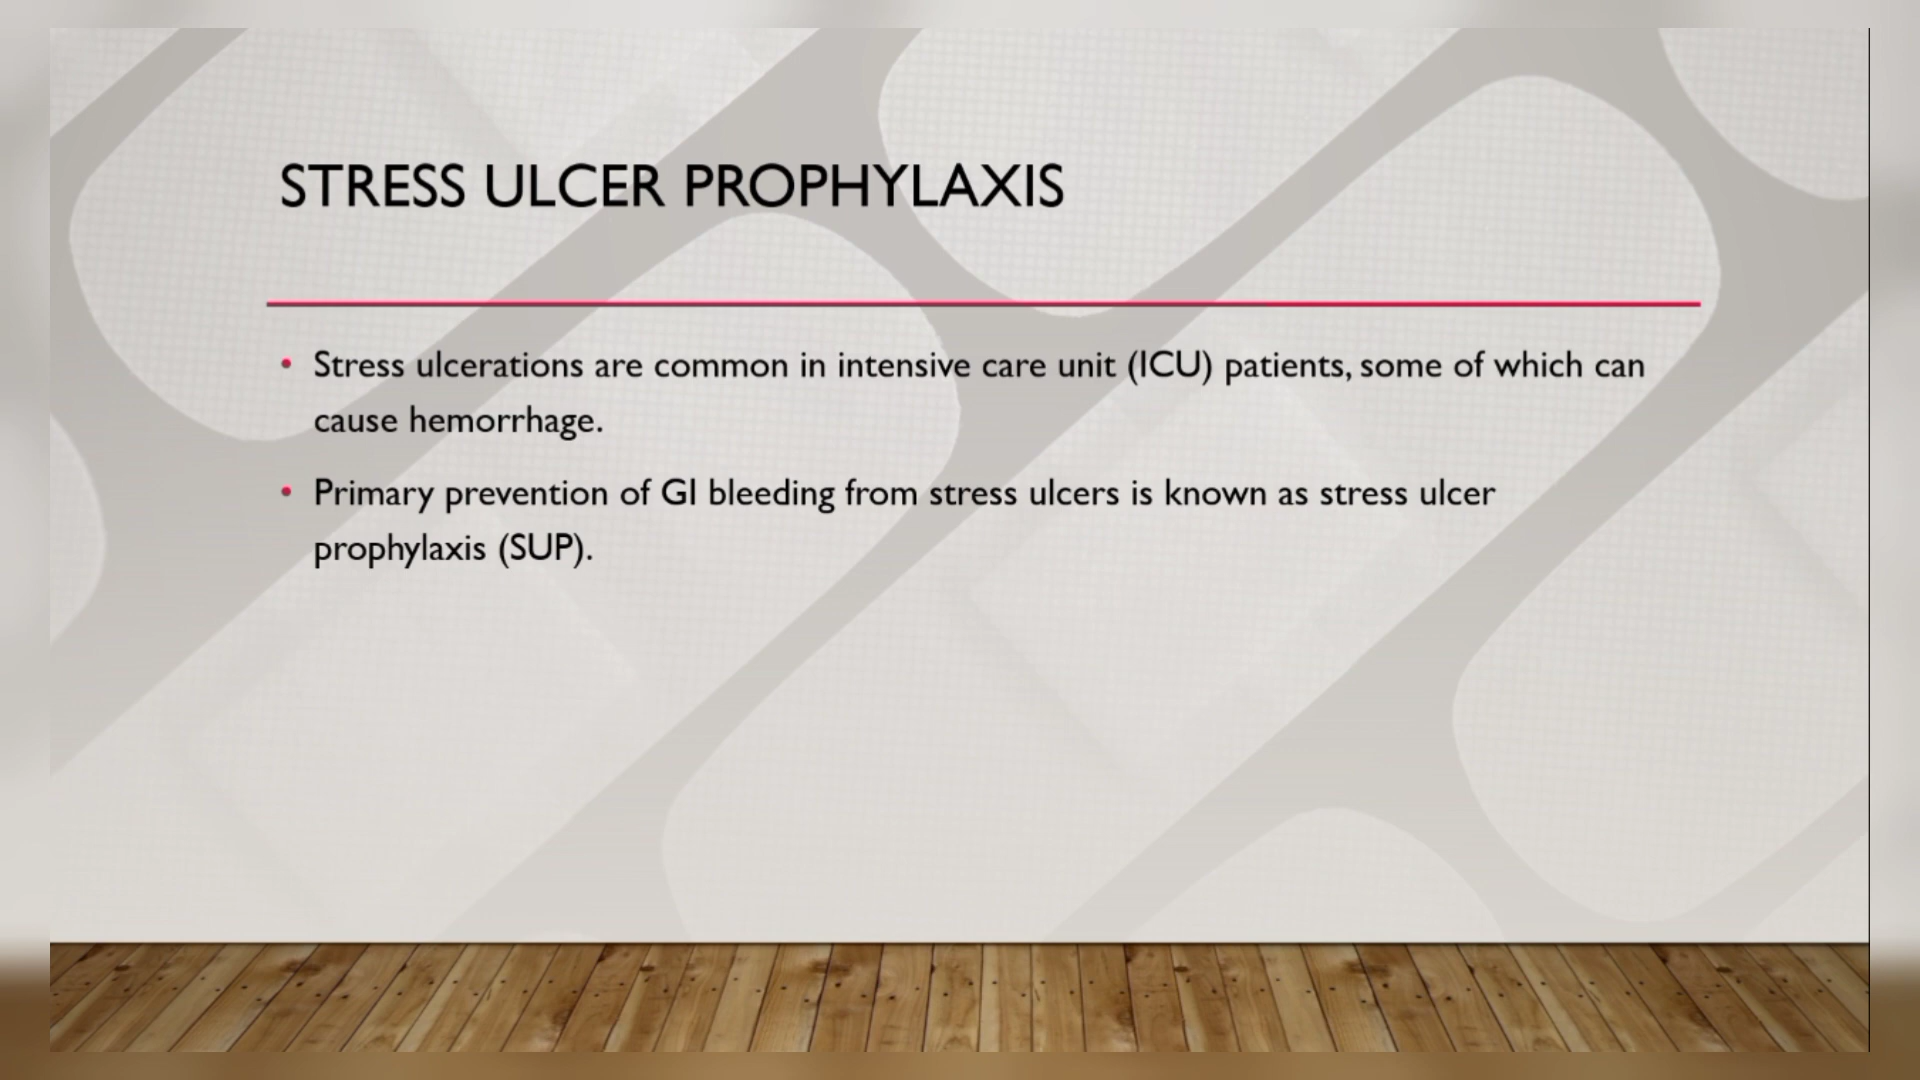 STRESS ULCER PROPHYLAXIS
• Stress ulcerations are common in intensive care unit (ICU) patients, some of which can
cause hemorrhage.
• Primary prevention of GI bleeding from stress ulcers is known as stress ulcer
prophylaxis (SUP).